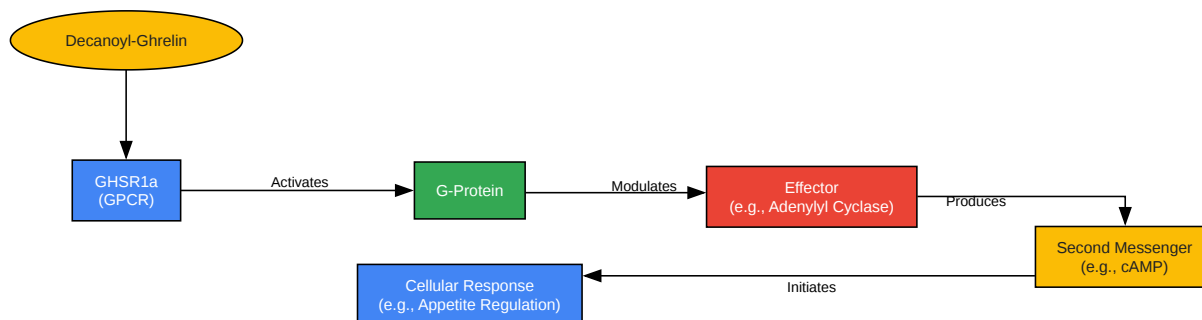 Decanoyl-Ghrelin
GHSR1a
(GPCR)
Activates
G-Protein
Modulates
Effector
(e.g., Adenylyl Cyclase)
Produces
Second Messenger
(e.g., cAMP)
Initiates
Cellular Response
(e.g., Appetite Regulation)